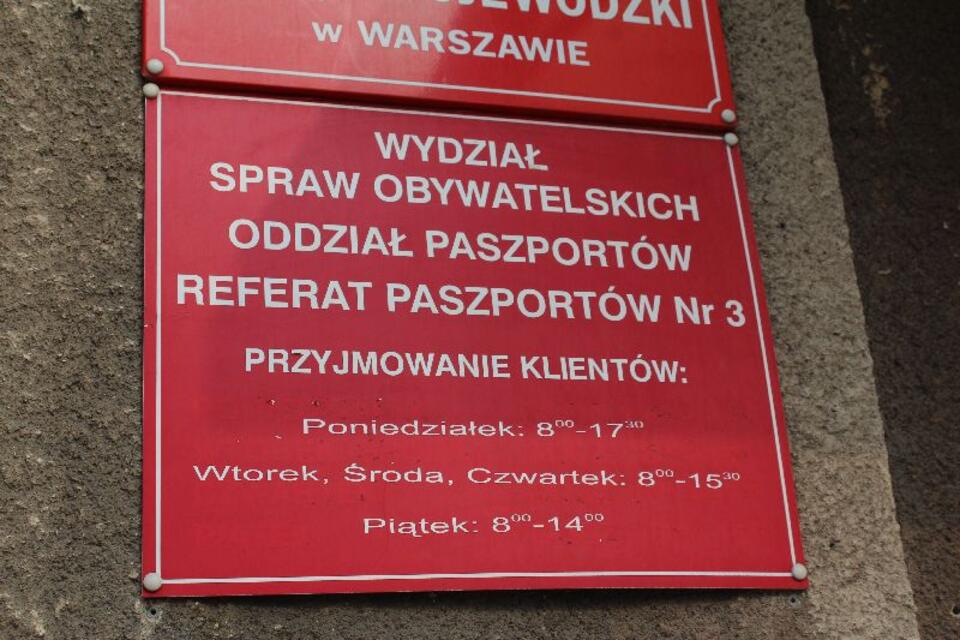 w WARSZAWIE
WYDZIAŁ
SPRAW OBYWATELSKICH
ODDZIAŁ PASZPORTÓW
REFERAT PASZPORTÓW Nr 3
PRZYJMOWANIE KLIENTÓW:
Poniedziałek: 8⁰⁰-17³⁰
Wtorek, Środa, Czwartek: 8⁰⁰-15³⁰
Piątek: 8⁰⁰-14⁰⁰